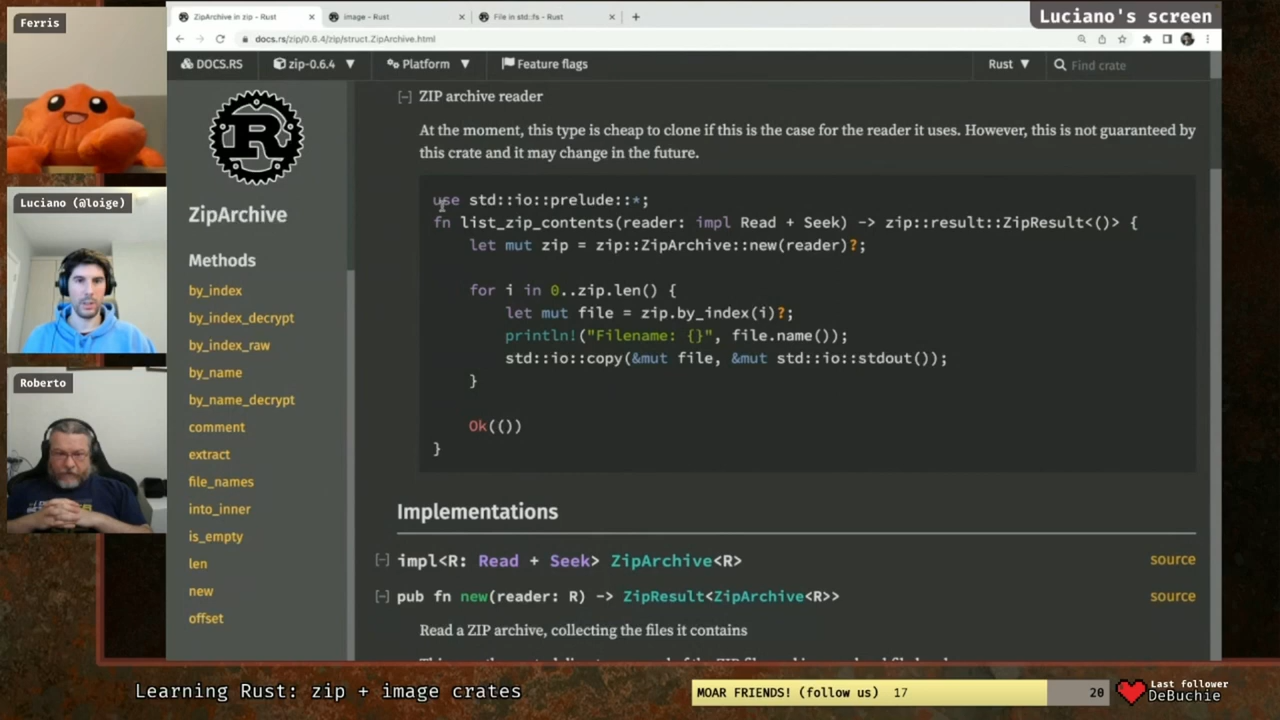 Ferris
Luciano (@loige)
Roberto
Luciano's screen
ZipArchive in zip - Rust
image - Rust
File in std::fs - Rust
docs.rs/zip/0.6.4/zip/struct.ZipArchive.html
DOCS.RS
zip-0.6.4
Platform
Feature flags
Rust
Find crate
ZipArchive
Methods
by_index
by_index_decrypt
by_index_raw
by_name
by_name_decrypt
comment
extract
file_names
into_inner
is_empty
len
new
offset
[-] ZIP archive reader
At the moment, this type is cheap to clone if this is the case for the reader it uses. However, this is not guaranteed by
this crate and it may change in the future.
use std::io::prelude::*;
fn list_zip_contents(reader: impl Read + Seek) -> zip::result::ZipResult<()> {
let mut zip = zip::ZipArchive::new(reader)?;
for i in 0..zip.len() {
let mut file = zip.by_index(i)?;
println!("Filename: {}", file.name());
std::io::copy(&mut file, &mut std::io::stdout());
}
Ok(())
}
Implementations
[-] impl<R: Read + Seek> ZipArchive<R> source
[-] pub fn new(reader: R) -> ZipResult<ZipArchive<R>> source
Read a ZIP archive, collecting the files it contains
Learning Rust: zip + image crates
MOAR FRIENDS! (follow us) 17 20
Last follower
DeBuchie